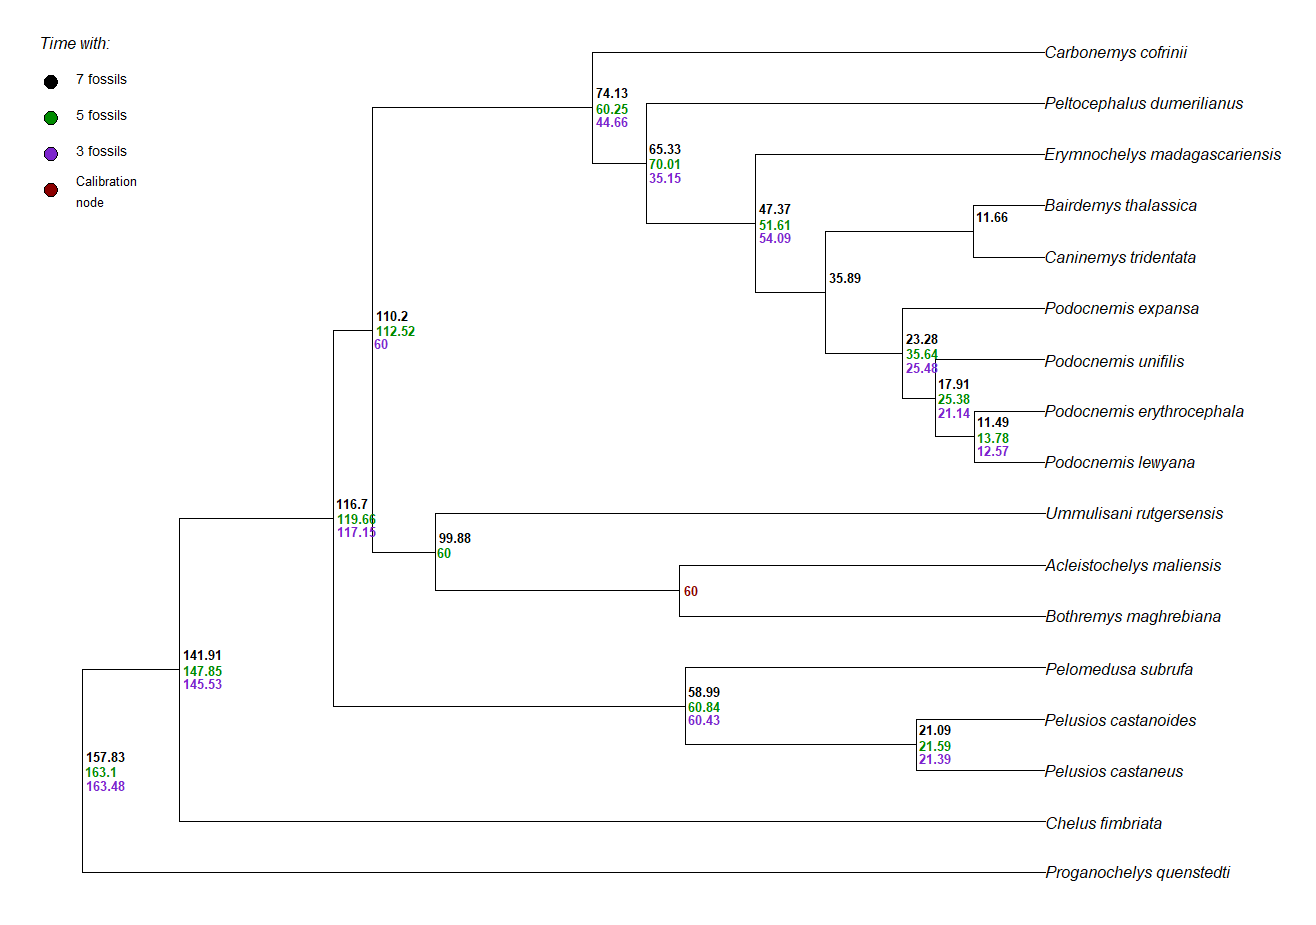 Time with:
7 fossils
5 fossils
3 fossils
Calibration
node
Carbonemys cofrinii
74.13
60.25
44.66
Peltocephalus dumerilianus
65.33
70.01
35.15
Erymnochelys madagascariensis
47.37
51.61
54.09
Bairdemys thalassica
11.66
Caninemys tridentata
35.89
Podocnemis expansa
23.28
35.64
25.48
Podocnemis unifilis
17.91
25.38
21.14
Podocnemis erythrocephala
11.49
13.78
12.57
Podocnemis lewyana
110.2
112.52
60
116.7
119.66
117.15
Ummulisani rutgersensis
99.88
60
Acleistochelys maliensis
60
Bothremys maghrebiana
141.91
147.85
145.53
Pelomedusa subrufa
58.99
60.84
60.43
Pelusios castanoides
21.09
21.59
21.39
Pelusios castaneus
157.83
163.1
163.48
Chelus fimbriata
Proganochelys quenstedti